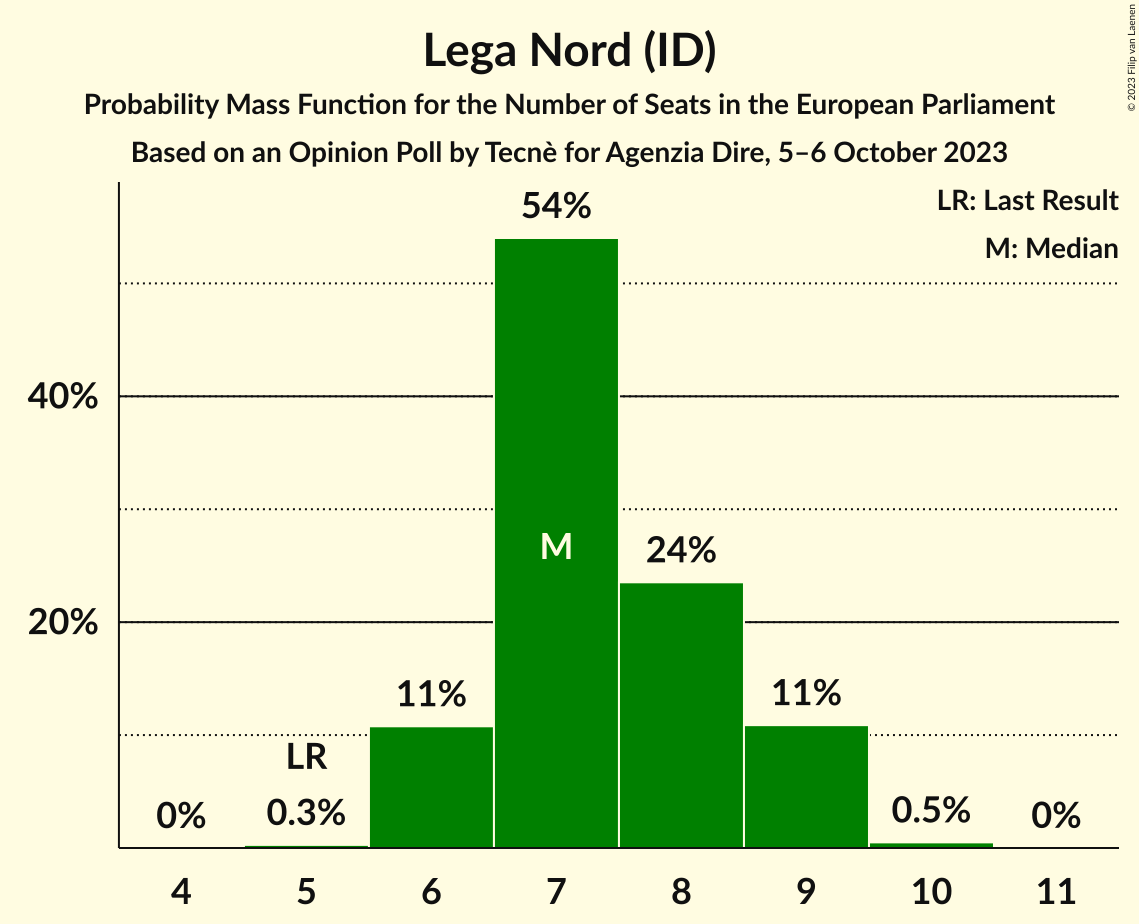 Lega Nord (ID)
Probability Mass Function for the Number of Seats in the European Parliament
Based on an Opinion Poll by Tecnè for Agenzia Dire, 5–6 October 2023
© 2023 Filip van Laenen
LR: Last Result
M: Median
54%
40%
M
24%
20%
11%
11%
LR
0%
0.3%
0.5%
0%
4 5 6 7 8 9 10 11